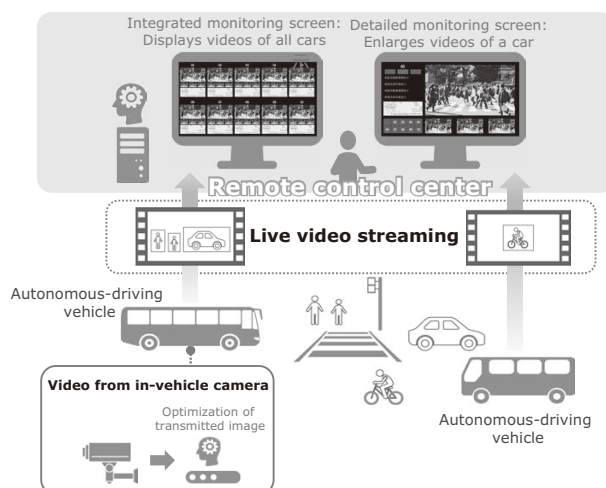 Integrated monitoring screen:
Displays videos of all cars
Detailed monitoring screen:
Enlarges videos of a car
Remote control center
Live video streaming
Autonomous-driving
vehicle
Video from in-vehicle camera
Optimization of
transmitted image
Autonomous-driving
vehicle